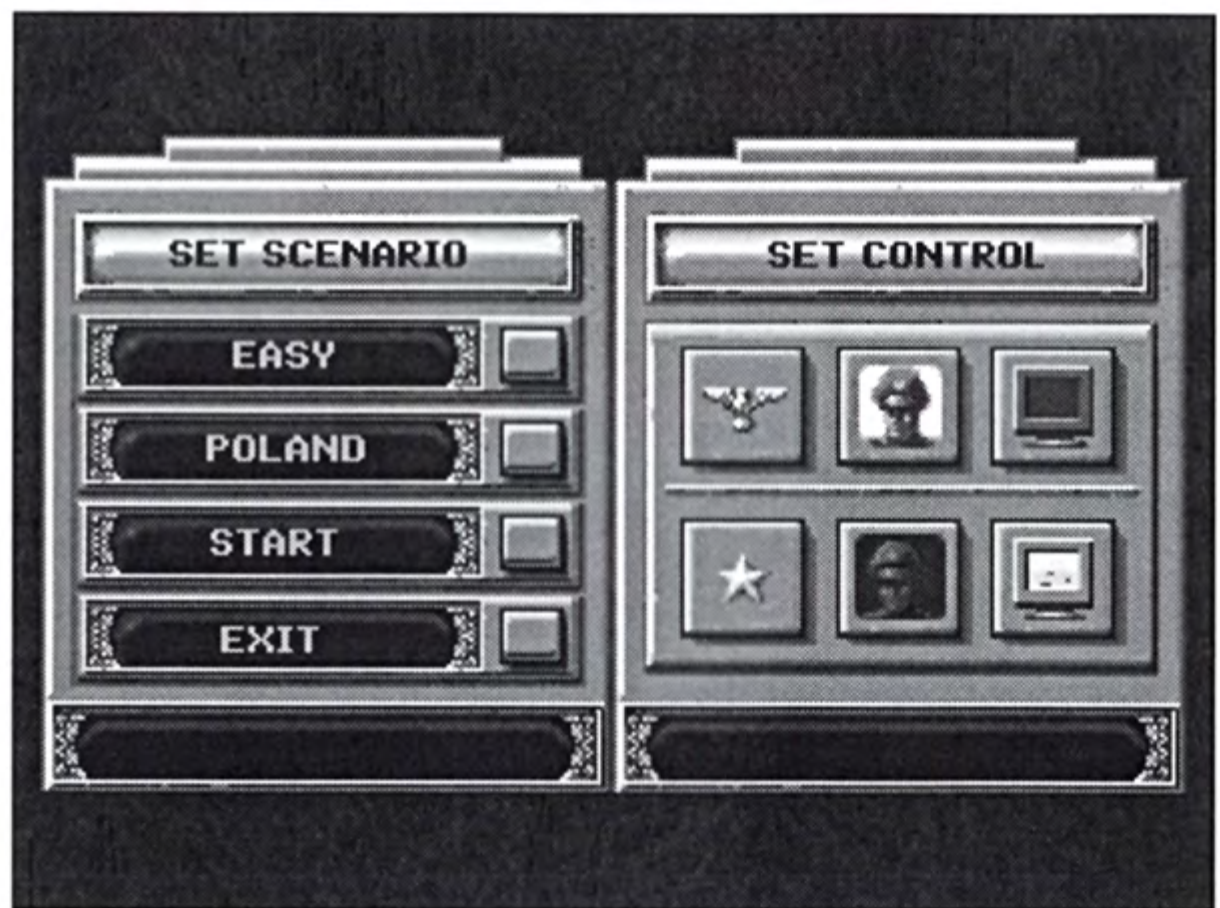 SET SCENARIO
EASY
POLAND
START
EXIT
SET CONTROL